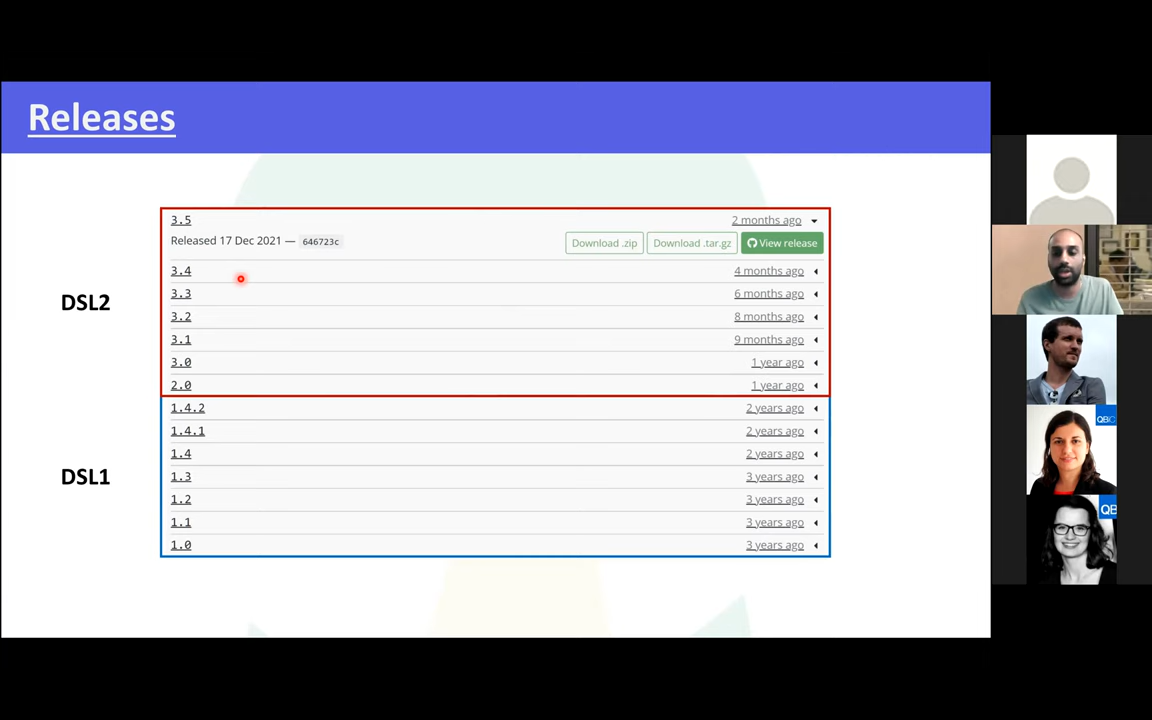 Releases
3.5 2 months ago
Released 17 Dec 2021 — 646723c Download .zip Download .tar.gz View release
3.4 4 months ago
DSL2
3.3 6 months ago
3.2 8 months ago
3.1 9 months ago
3.0 1 year ago
2.0 1 year ago
1.4.2 2 years ago
1.4.1 2 years ago
1.4 2 years ago
DSL1
1.3 3 years ago
1.2 3 years ago
1.1 3 years ago
1.0 3 years ago
QBiC
QB